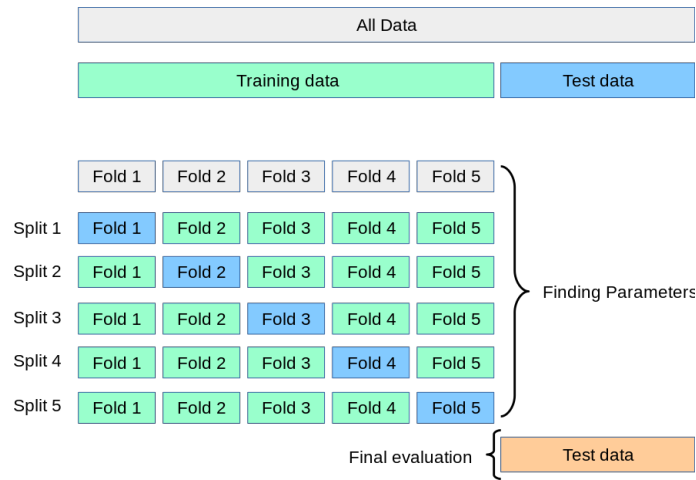 All Data
Training data Test data
Fold 1 Fold 2 Fold 3 Fold 4 Fold 5
Split 1 Fold 1 Fold 2 Fold 3 Fold 4 Fold 5
Split 2 Fold 1 Fold 2 Fold 3 Fold 4 Fold 5
Finding Parameters
Split 3 Fold 1 Fold 2 Fold 3 Fold 4 Fold 5
Split 4 Fold 1 Fold 2 Fold 3 Fold 4 Fold 5
Split 5 Fold 1 Fold 2 Fold 3 Fold 4 Fold 5
Final evaluation Test data